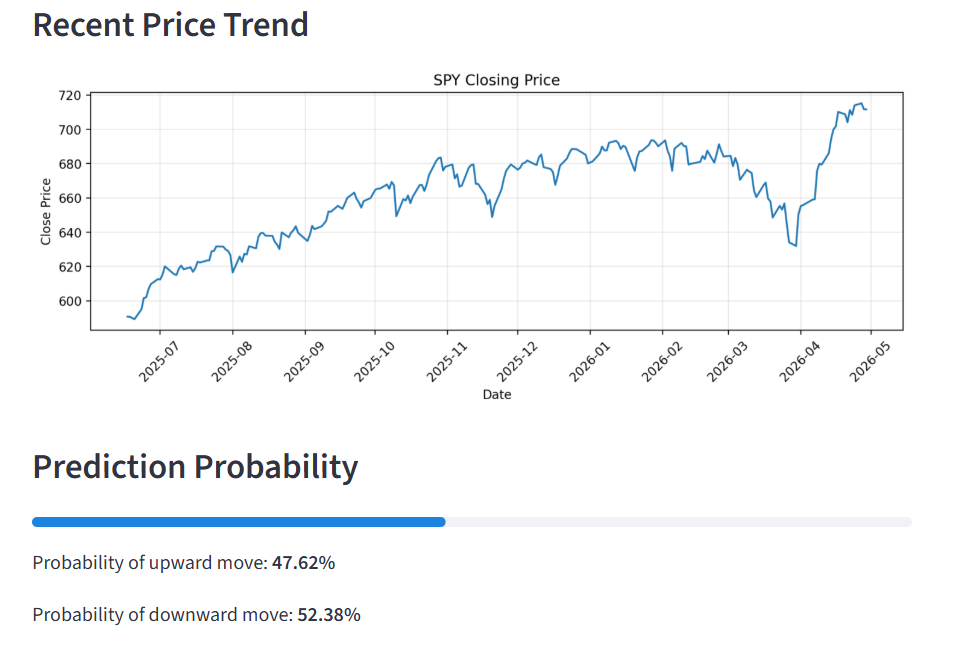 Recent Price Trend
SPY Closing Price
720
700
680
660
640
620
600
Close Price
2025-07
2025-08
2025-09
2025-10
2025-11
2025-12
2026-01
2026-02
2026-03
2026-04
2026-05
Date
Prediction Probability
Probability of upward move: 47.62%
Probability of downward move: 52.38%